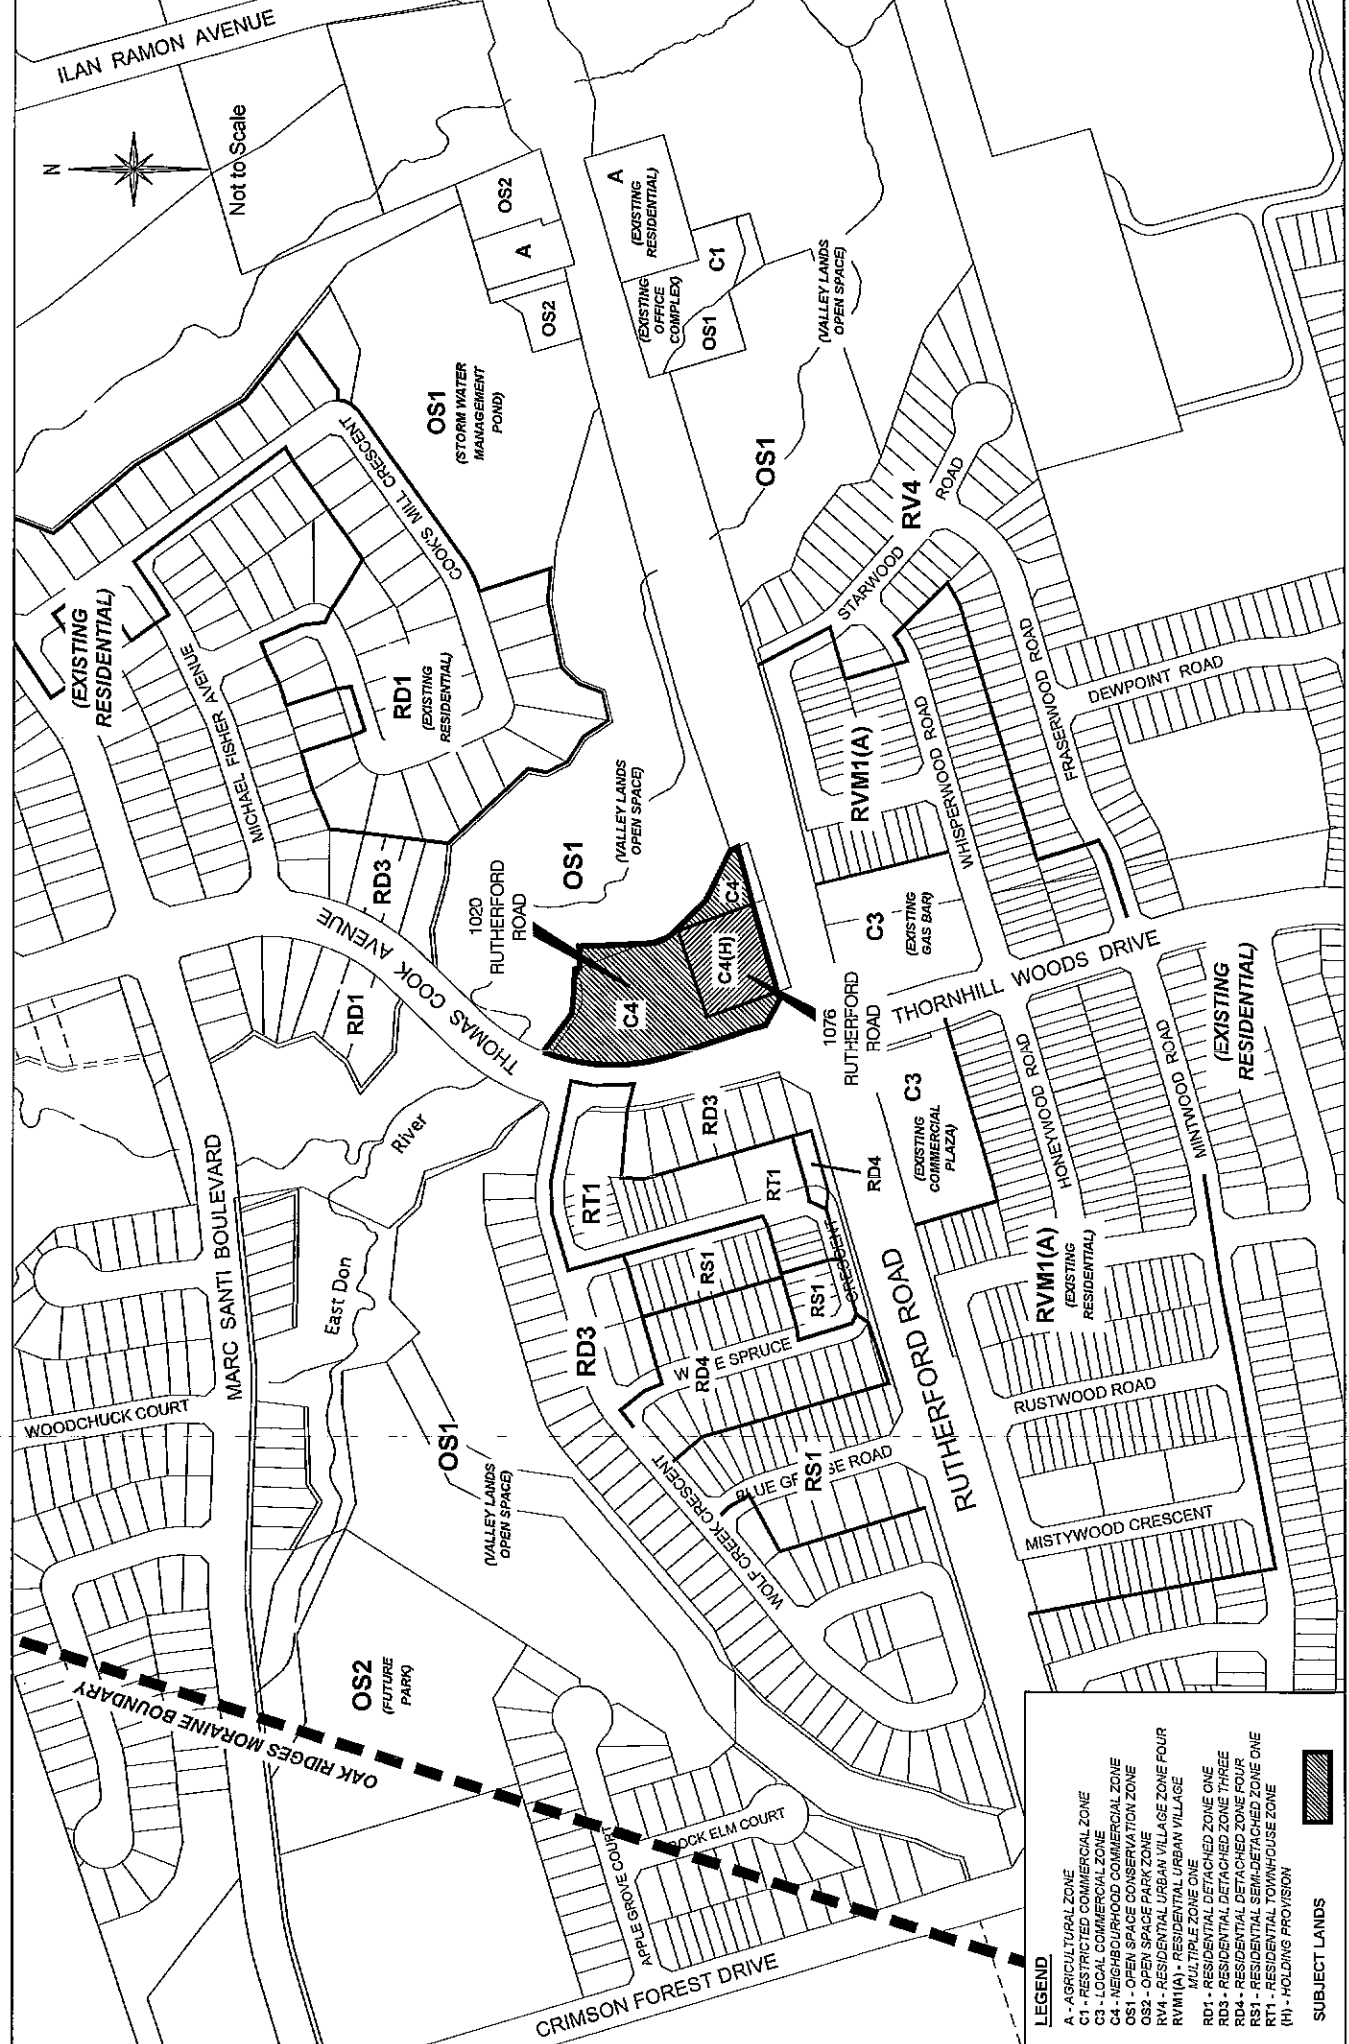 ILAN RAMON AVENUE
N
Not to Scale
OS2
A
OS2
A
(EXISTING
RESIDENTIAL)
C1
(EXISTING
OFFICE
COMPLEX)
OS1
(VALLEY LANDS
OPEN SPACE)
OS1
(STORM WATER
MANAGEMENT
POND)
COOK'S MILL CRESCENT
OS1
RV4
STARWOOD
ROAD
(EXISTING
RESIDENTIAL)
MICHAEL FISHER AVENUE
RD1
(EXISTING
RESIDENTIAL)
FRASERWOOD ROAD
DEWPOINT ROAD
WHISPERWOOD ROAD
RVM1(A)
RD3
OS1
(VALLEY LANDS
OPEN SPACE)
1020
RUTHERFORD
ROAD
C4
C4(H)
C4
C3
(EXISTING
GAS BAR)
THOMAS COOK AVENUE
RD1
1076
RUTHERFORD
ROAD
THORNHILL WOODS DRIVE
(EXISTING
RESIDENTIAL)
HONEYWOOD ROAD
MINTWOOD ROAD
C3
(EXISTING
COMMERCIAL
PLAZA)
MARC SANTI BOULEVARD
River
East Don
RT1
RD3
RT1
RD4
CRESCENT
RS1
RS1
RD3
W E SPRUCE
RD4
RUTHERFORD ROAD
RVM1(A)
(EXISTING
RESIDENTIAL)
RUSTWOOD ROAD
MISTYWOOD CRESCENT
WOODCHUCK COURT
OS1
(VALLEY LANDS
OPEN SPACE)
WOLF CREEK CRESCENT
BLUE GR SE ROAD
RS1
OS2
(FUTURE
PARK)
OAK RIDGES MORAINE BOUNDARY
APPLE GROVE COURT
ROCK ELM COURT
CRIMSON FOREST DRIVE
LEGEND
A - AGRICULTURAL ZONE
C1 - RESTRICTED COMMERCIAL ZONE
C3 - LOCAL COMMERCIAL ZONE
C4 - NEIGHBOURHOOD COMMERCIAL ZONE
OS1 - OPEN SPACE CONSERVATION ZONE
OS2 - OPEN SPACE PARK ZONE
RV4 - RESIDENTIAL URBAN VILLAGE ZONE FOUR
RVM1(A) - RESIDENTIAL URBAN VILLAGE
MULTIPLE ZONE ONE
RD1 - RESIDENTIAL DETACHED ZONE ONE
RD3 - RESIDENTIAL DETACHED ZONE THREE
RD4 - RESIDENTIAL DETACHED ZONE FOUR
RS1 - RESIDENTIAL SEMI-DETACHED ZONE ONE
RT1 - RESIDENTIAL TOWNHOUSE ZONE
(H) - HOLDING PROVISION
SUBJECT LANDS